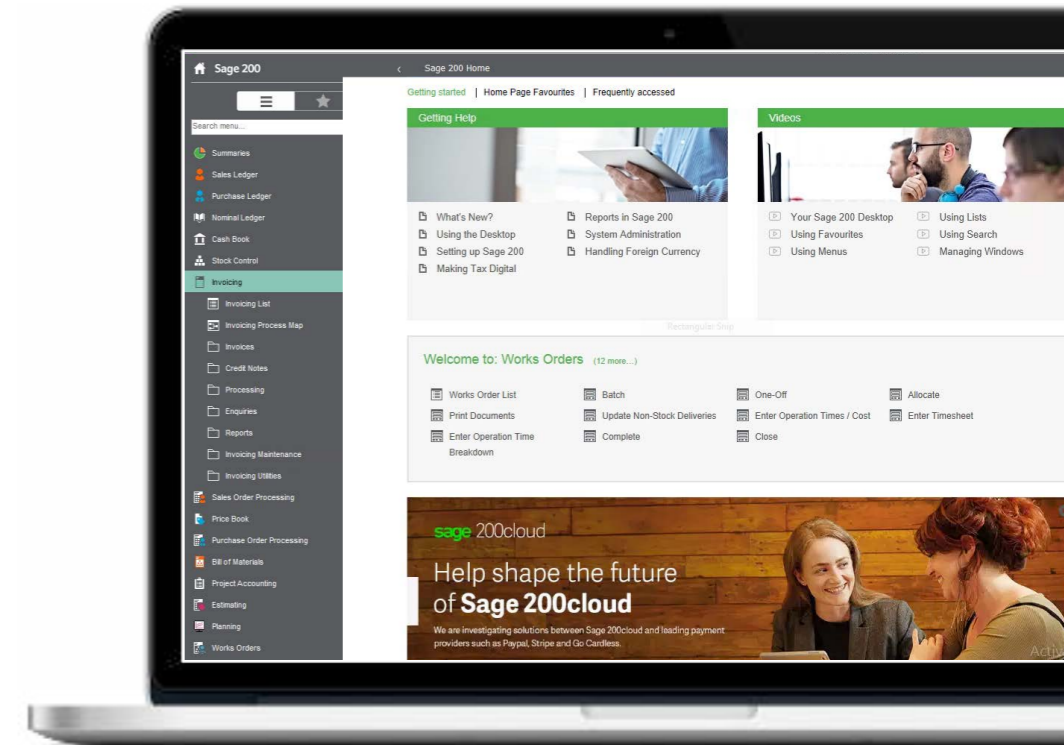 Sage 200
Search menu...
Summaries
Sales Ledger
Purchase Ledger
Nominal Ledger
Cash Book
Stock Control
Invoicing
Invoicing List
Invoicing Process Map
Invoices
Credit Notes
Processing
Enquiries
Reports
Invoicing Maintenance
Invoicing Utilities
Sales Order Processing
Price Book
Purchase Order Processing
Bill of Materials
Project Accounting
Estimating
Planning
Works Orders
Sage 200 Home
Getting started | Home Page Favourites | Frequently accessed
Getting Help
What's New?
Using the Desktop
Setting up Sage 200
Making Tax Digital
Reports in Sage 200
System Administration
Handling Foreign Currency
Videos
Your Sage 200 Desktop
Using Favourites
Using Menus
Using Lists
Using Search
Managing Windows
Rectangular Snip
Welcome to: Works Orders (12 more...)
Works Order List
Batch
One-Off
Allocate
Print Documents
Update Non-Stock Deliveries
Enter Operation Times / Cost
Enter Timesheet
Enter Operation Time
Breakdown
Complete
Close
sage 200cloud
Help shape the future
of Sage 200cloud
We are investigating solutions between Sage 200cloud and leading payment
providers such as Paypal, Stripe and Go Cardless.